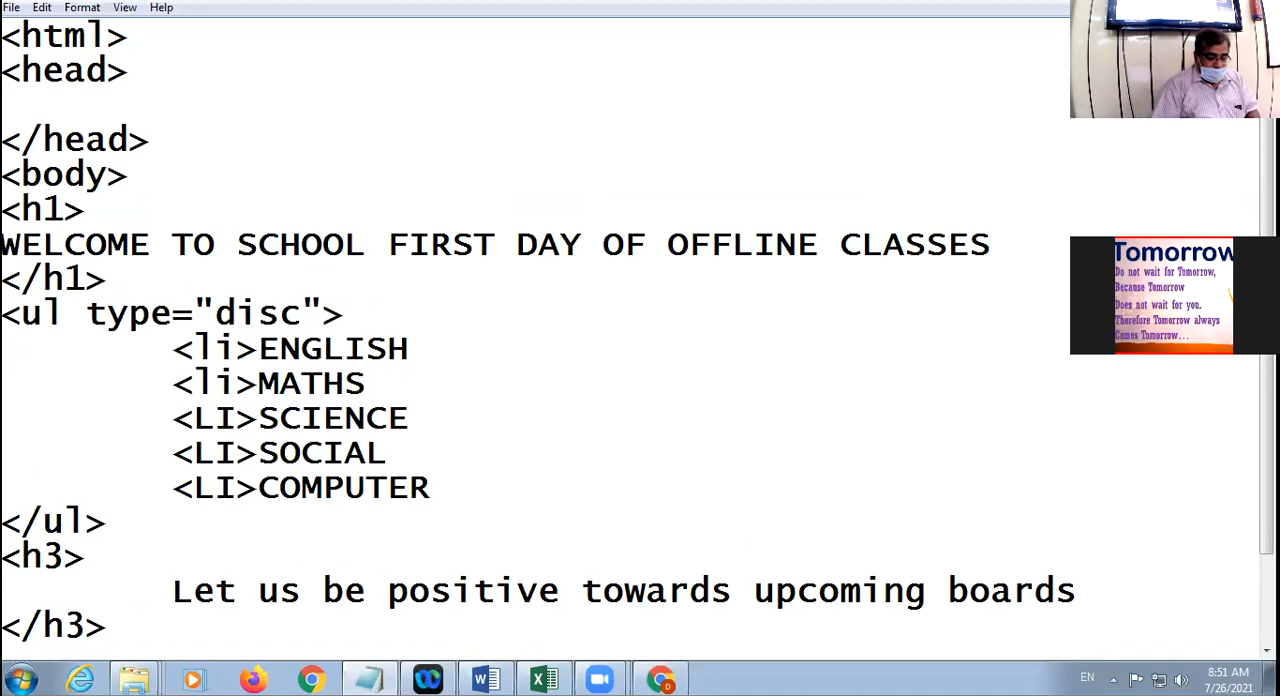 File Edit Format View Help
<html>
<head>
</head>
<body>
<h1>
WELCOME TO SCHOOL FIRST DAY OF OFFLINE CLASSES
</h1>
<ul type="disc">
<li>ENGLISH
<li>MATHS
<LI>SCIENCE
<LI>SOCIAL
<LI>COMPUTER
</ul>
<h3>
Let us be positive towards upcoming boards
</h3>
Tomorrow
Do not wait for Tomorrow,
Because Tomorrow
Does not wait for you.
Therefore Tomorrow always
Comes Tomorrow...
EN
8:51 AM
7/26/2021